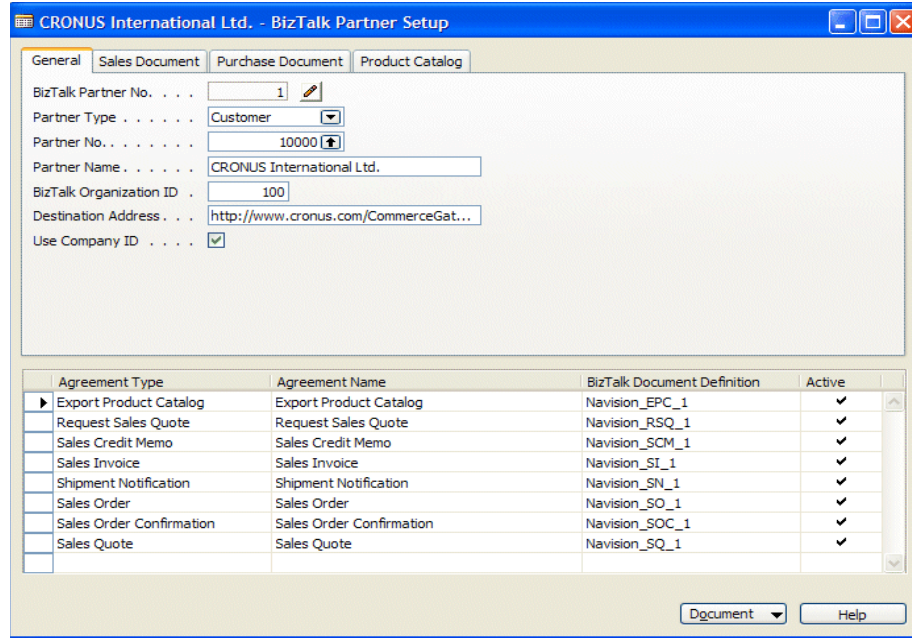 CRONUS International Ltd. - BizTalk Partner Setup
General Sales Document Purchase Document Product Catalog
BizTalk Partner No. . . . 1
Partner Type . . . . . . Customer
Partner No. . . . . . . . 10000
Partner Name . . . . . . CRONUS International Ltd.
BizTalk Organization ID . 100
Destination Address . . . http://www.cronus.com/CommerceGat...
Use Company ID . . . .
Agreement Type Agreement Name BizTalk Document Definition Active
Export Product Catalog Export Product Catalog Navision_EPC_1
Request Sales Quote Request Sales Quote Navision_RSQ_1
Sales Credit Memo Sales Credit Memo Navision_SCM_1
Sales Invoice Sales Invoice Navision_SI_1
Shipment Notification Shipment Notification Navision_SN_1
Sales Order Sales Order Navision_SO_1
Sales Order Confirmation Sales Order Confirmation Navision_SOC_1
Sales Quote Sales Quote Navision_SQ_1
Document Help